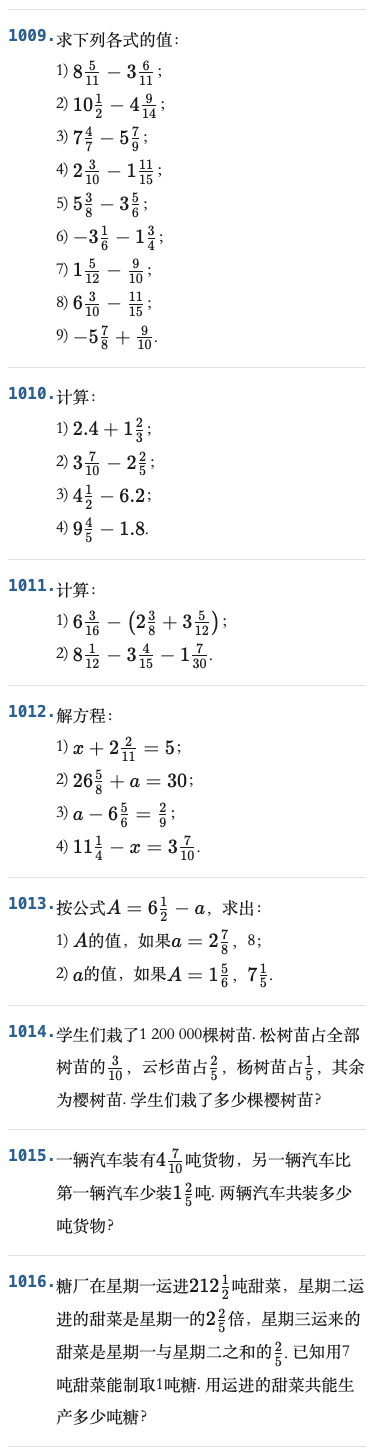 1009. 求下列各式的值:
1) 8 5/11 − 3 6/11 ;
2) 10 1/2 − 4 9/14 ;
3) 7 4/7 − 5 7/9 ;
4) 2 3/10 − 1 11/15 ;
5) 5 3/8 − 3 5/6 ;
6) −3 1/6 − 1 3/4 ;
7) 1 5/12 − 9/10 ;
8) 6 3/10 − 11/15 ;
9) −5 7/8 + 9/10 .
1010. 计算:
1) 2.4 + 1 2/3 ;
2) 3 7/10 − 2 2/5 ;
3) 4 1/2 − 6.2 ;
4) 9 4/5 − 1.8.
1011. 计算:
1) 6 3/16 − (2 3/8 + 3 5/12) ;
2) 8 1/12 − 3 4/15 − 1 7/30 .
1012. 解方程:
1) x + 2 2/11 = 5 ;
2) 26 5/8 + a = 30 ;
3) a − 6 5/6 = 2/9 ;
4) 11 1/4 − x = 3 7/10 .
1013. 按公式A = 6 1/2 − a, 求出:
1) A的值, 如果a = 2 7/8, 8;
2) a的值, 如果A = 1 5/6, 7 1/5.
1014. 学生们栽了1 200 000棵树苗. 松树苗占全部
树苗的 3/10, 云杉苗占 2/5, 杨树苗占 1/5, 其余
为樱树苗. 学生们栽了多少棵樱树苗?
1015. 一辆汽车装有4 7/10 吨货物, 另一辆汽车比
第一辆汽车少装1 2/5 吨. 两辆汽车共装多少
吨货物?
1016. 糖厂在星期一运进212 1/2 吨甜菜, 星期二运
进的甜菜是星期一的2 2/5 倍, 星期三运来的
甜菜是星期一与星期二之和的 2/5. 已知用7
吨甜菜能制取1吨糖. 用运进的甜菜共能生
产多少吨糖?